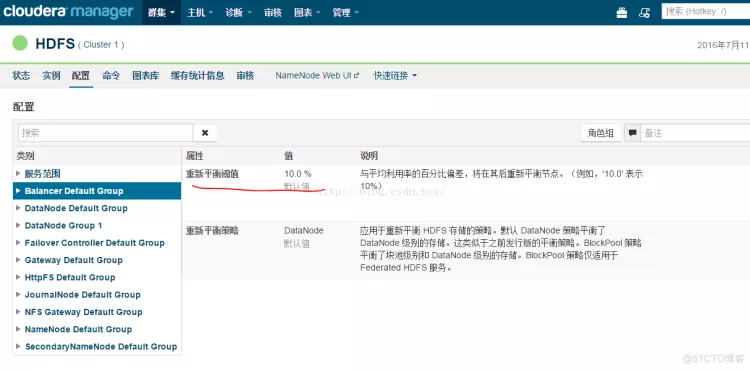 cloudera manager 群集 主机 诊断 审核 图表 管理 搜索 (Hotkey: /)
HDFS ( Cluster 1 ) 2016年7月11
状态 实例 配置 命令 图表库 缓存统计信息 审核 NameNode Web UI 快速链接
配置
搜索 角色组 备注
类别 属性 值 说明
服务范围 重新平衡阈值 10.0 % 与平均利用率的百分比偏差，将在其后重新平衡节点。（例如，'10.0' 表示
Balancer Default Group 默认值 10%）
http://blog.csdn.net/
DataNode Default Group
DataNode Group 1 重新平衡策略 DataNode 应用于重新平衡 HDFS 存储的策略。默认 DataNode 策略平衡了
Failover Controller Default Group 默认值 DataNode 级别的存储。这类似于之前发行版的平衡策略。BlockPool 策略
Gateway Default Group 平衡了块池级别和 DataNode 级别的存储。BlockPool 策略仅适用于
HttpFS Default Group Federated HDFS 服务。
JournalNode Default Group
NFS Gateway Default Group
NameNode Default Group
SecondaryNameNode Default Group
@51CTO博客